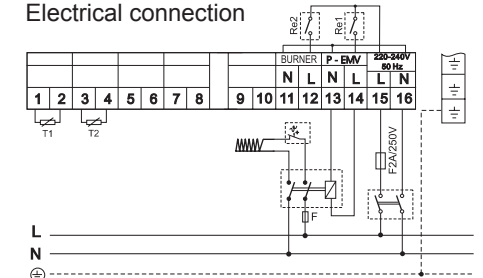 Electrical connection
Re2 Re1
BURNER P - EMV 220-240V 50 Hz
N L N L L N
1 2 3 4 5 6 7 8 9 10 11 12 13 14 15 16
T1 T2
F2A/250V
F
L
N